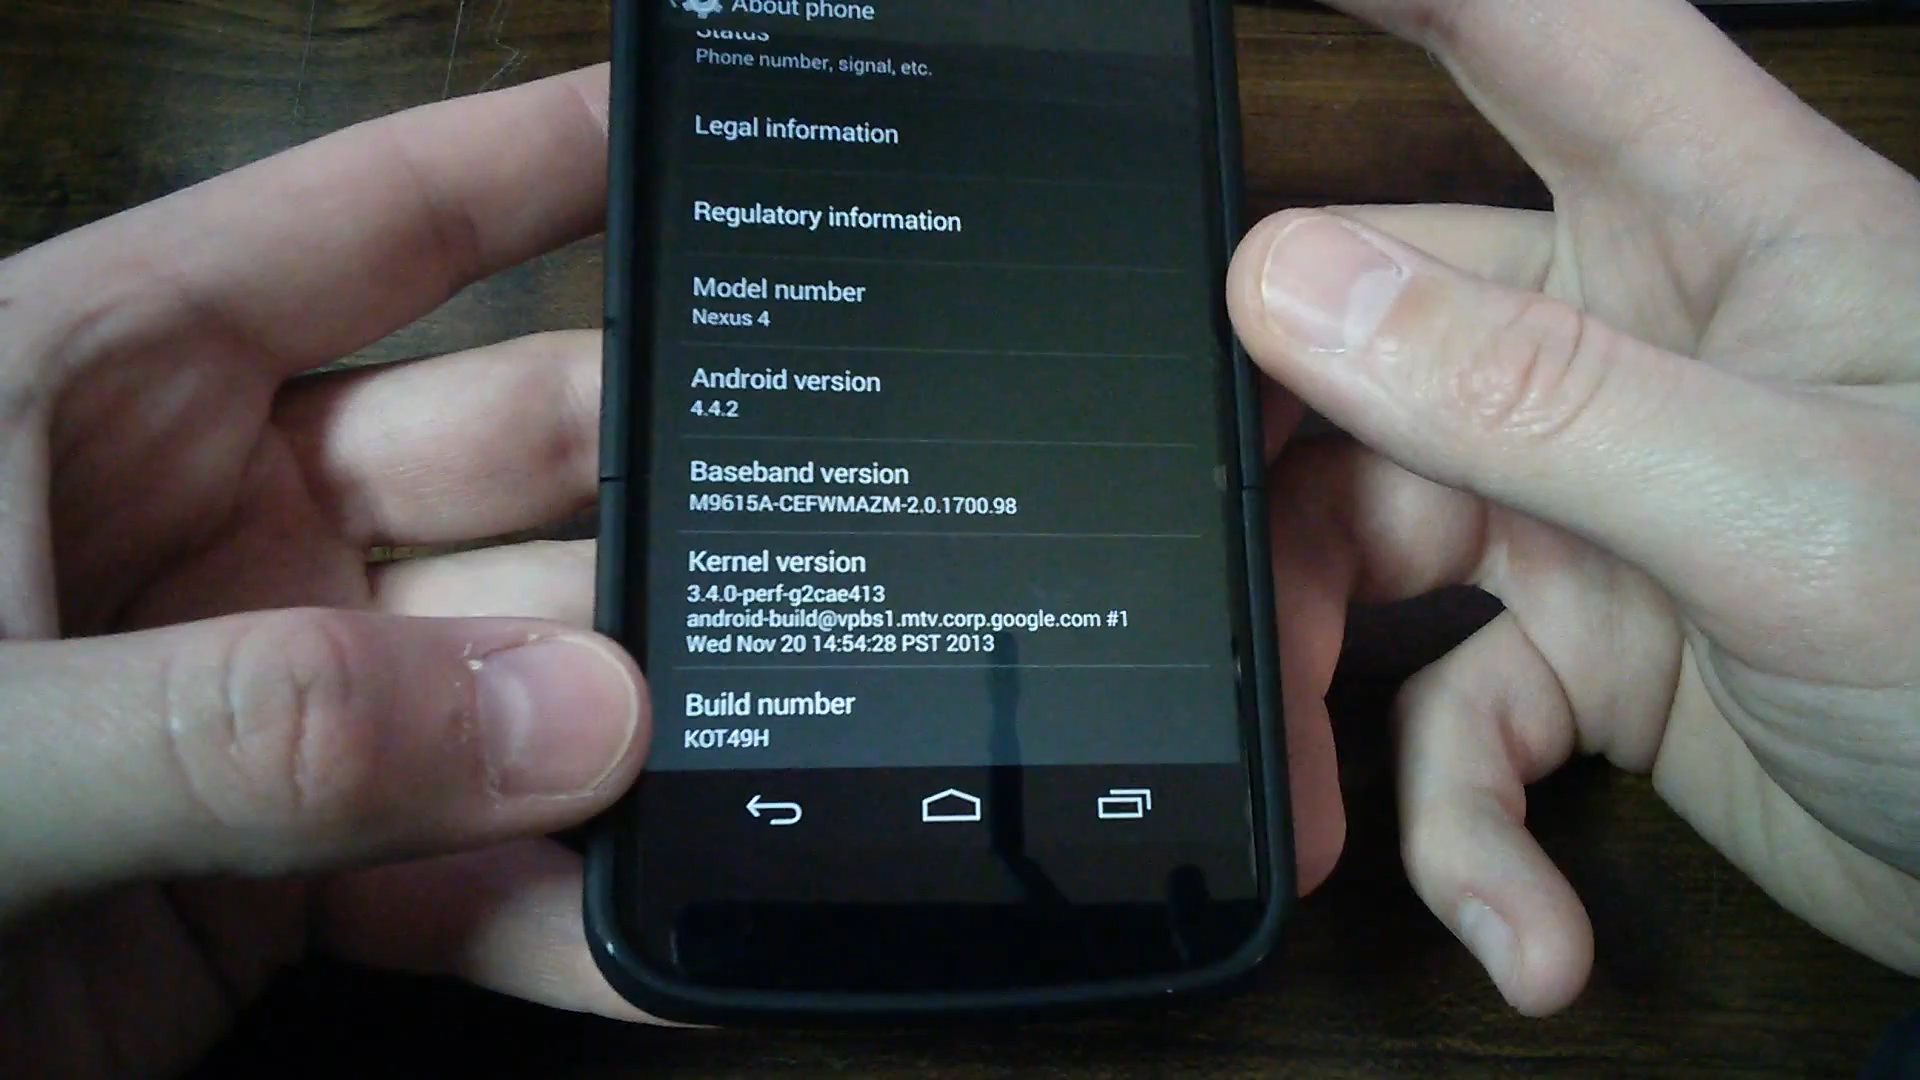 About phone
Status
Phone number, signal, etc.
Legal information
Regulatory information
Model number
Nexus 4
Android version
4.4.2
Baseband version
M9615A-CEFWMAZM-2.0.1700.98
Kernel version
3.4.0-perf-g2cae413
android-build@vpbs1.mtv.corp.google.com #1
Wed Nov 20 14:54:28 PST 2013
Build number
KOT49H